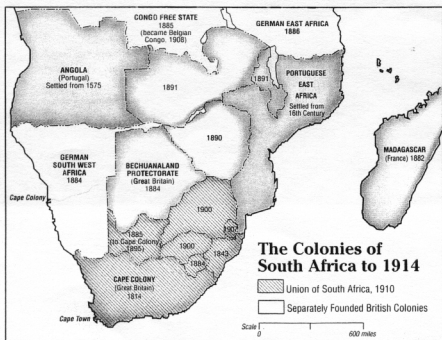 CONGO FREE STATE
1885
(became Belgian
Congo, 1908)
GERMAN EAST AFRICA
1886
ANGOLA
(Portugal)
Settled from 1575
1891
1891
PORTUGUESE
EAST
AFRICA
Settled from
16th Century
1890
MADAGASCAR
(France) 1882
GERMAN
SOUTH WEST
AFRICA
1884
BECHUANALAND
PROTECTORATE
(Great Britain)
1884
Cape Colony
1900
1885
(to Cape Colony
1895)
1900
1843
1884
CAPE COLONY
(Great Britain)
1814
Cape Town
The Colonies of
South Africa to 1914
Union of South Africa, 1910
Separately Founded British Colonies
Scale
0
600 miles